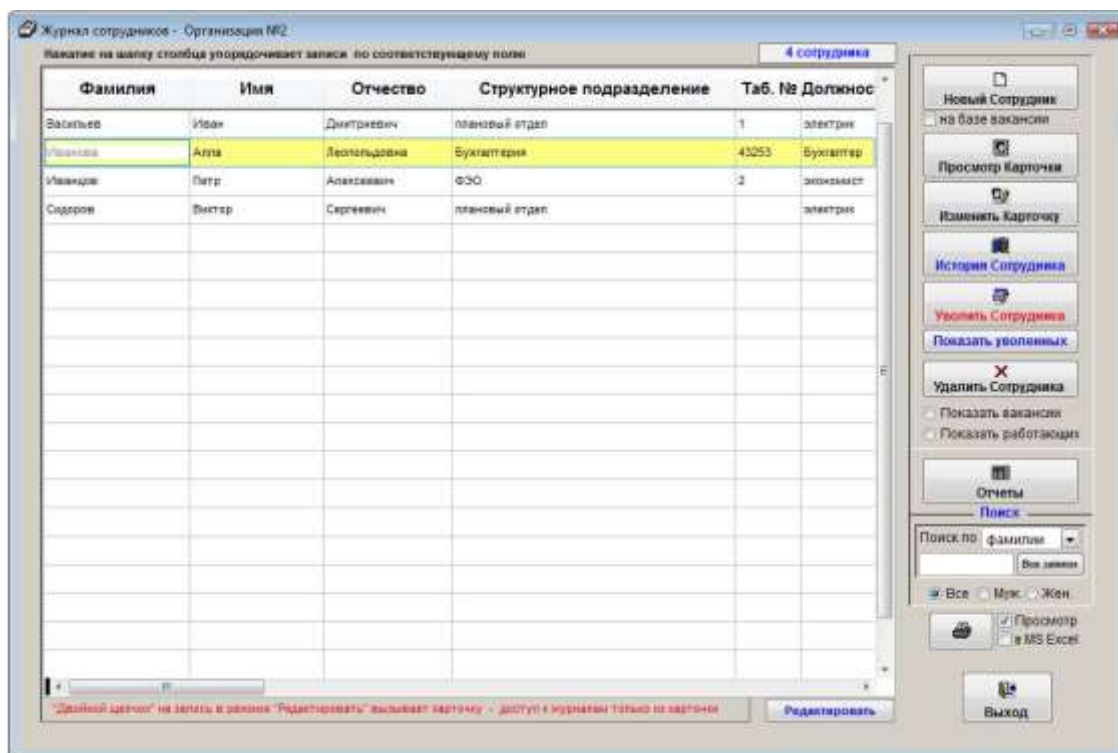 Журнал сотрудников - Организация №2
Нажатие на шапку столбца упорядочивает записи по соответствующему полю
4 сотрудника
Фамилия Имя Отчество Структурное подразделение Таб. № Должнос
Васильев Иван Дмитриевич плановый отдел 1 электрик
Иванова Алла Леопольдовна Бухгалтерия 43253 Бухгалтер
Иванцов Петр Алексеевич ФЭО 2 экономист
Сидоров Виктор Сергеевич плановый отдел электрик
"Двойной щелчок" на запись в режиме "Редактировать" вызывает карточку - доступ к журналам только из карточки
Редактировать
Новый Сотрудник
на базе вакансии
Просмотр Карточки
Изменить Карточку
История Сотрудника
Уволить Сотрудника
Показать уволенных
Удалить Сотрудника
Показать вакансии
Показать работающих
Отчеты
Поиск
Поиск по фамилии
Все записи
Все Муж. Жен.
Просмотр
в MS Excel
Выход